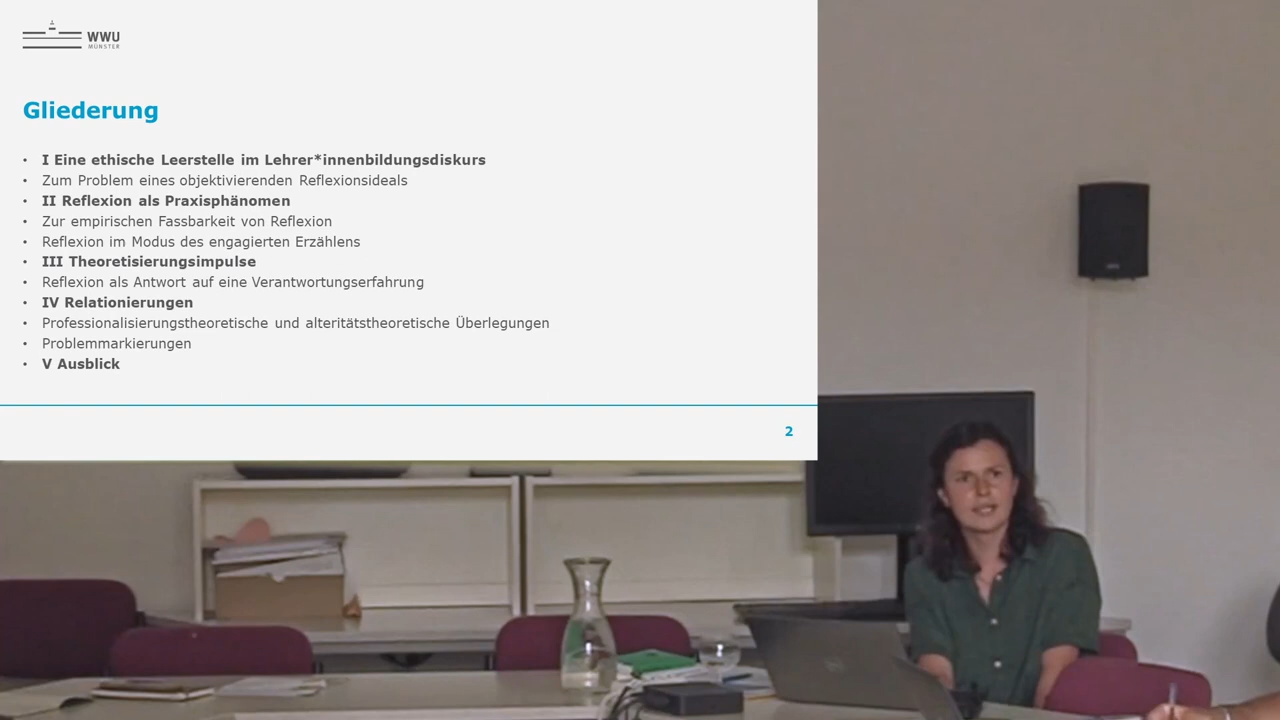 WWU
MÜNSTER
Gliederung
• I Eine ethische Leerstelle im Lehrer*innenbildungsdiskurs
• Zum Problem eines objektivierenden Reflexionsideals
• II Reflexion als Praxisphänomen
• Zur empirischen Fassbarkeit von Reflexion
• Reflexion im Modus des engagierten Erzählens
• III Theoretisierungsimpulse
• Reflexion als Antwort auf eine Verantwortungserfahrung
• IV Relationierungen
• Professionalisierungstheoretische und alteritätstheoretische Überlegungen
• Problemmarkierungen
• V Ausblick
2